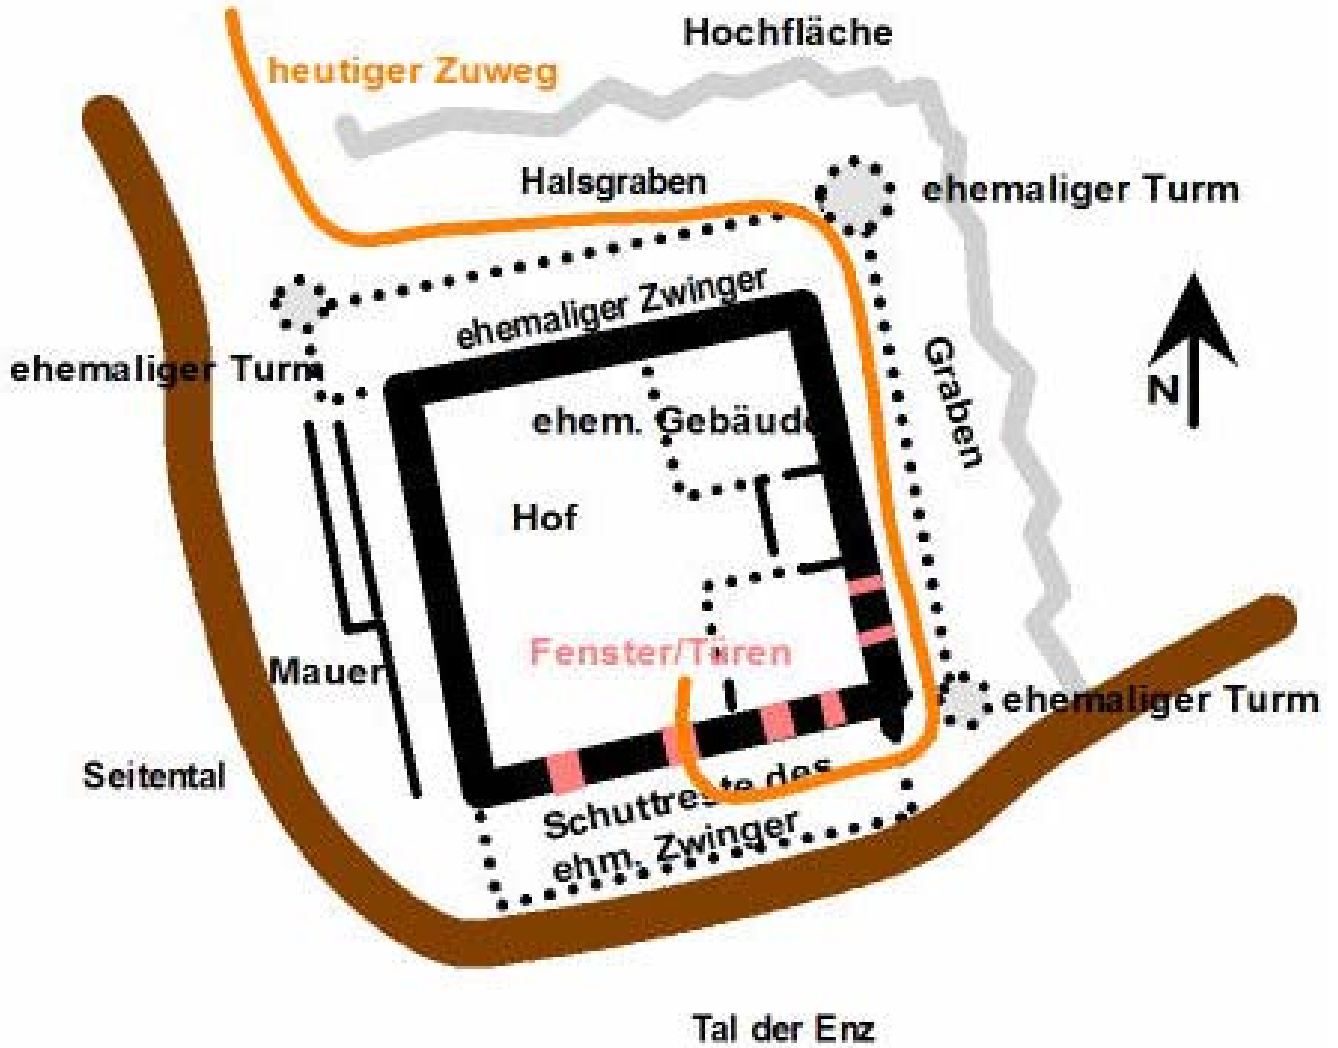 Hochfläche
heutiger Zuweg
Halsgraben
ehemaliger Turm
ehemaliger Zwinger
ehemaliger Turm
Graben
N
ehem. Gebäude
Hof
Fenster/Türen
Mauer
ehemaliger Turm
Seitental
Schuttreste des
ehm. Zwinger
Tal der Enz